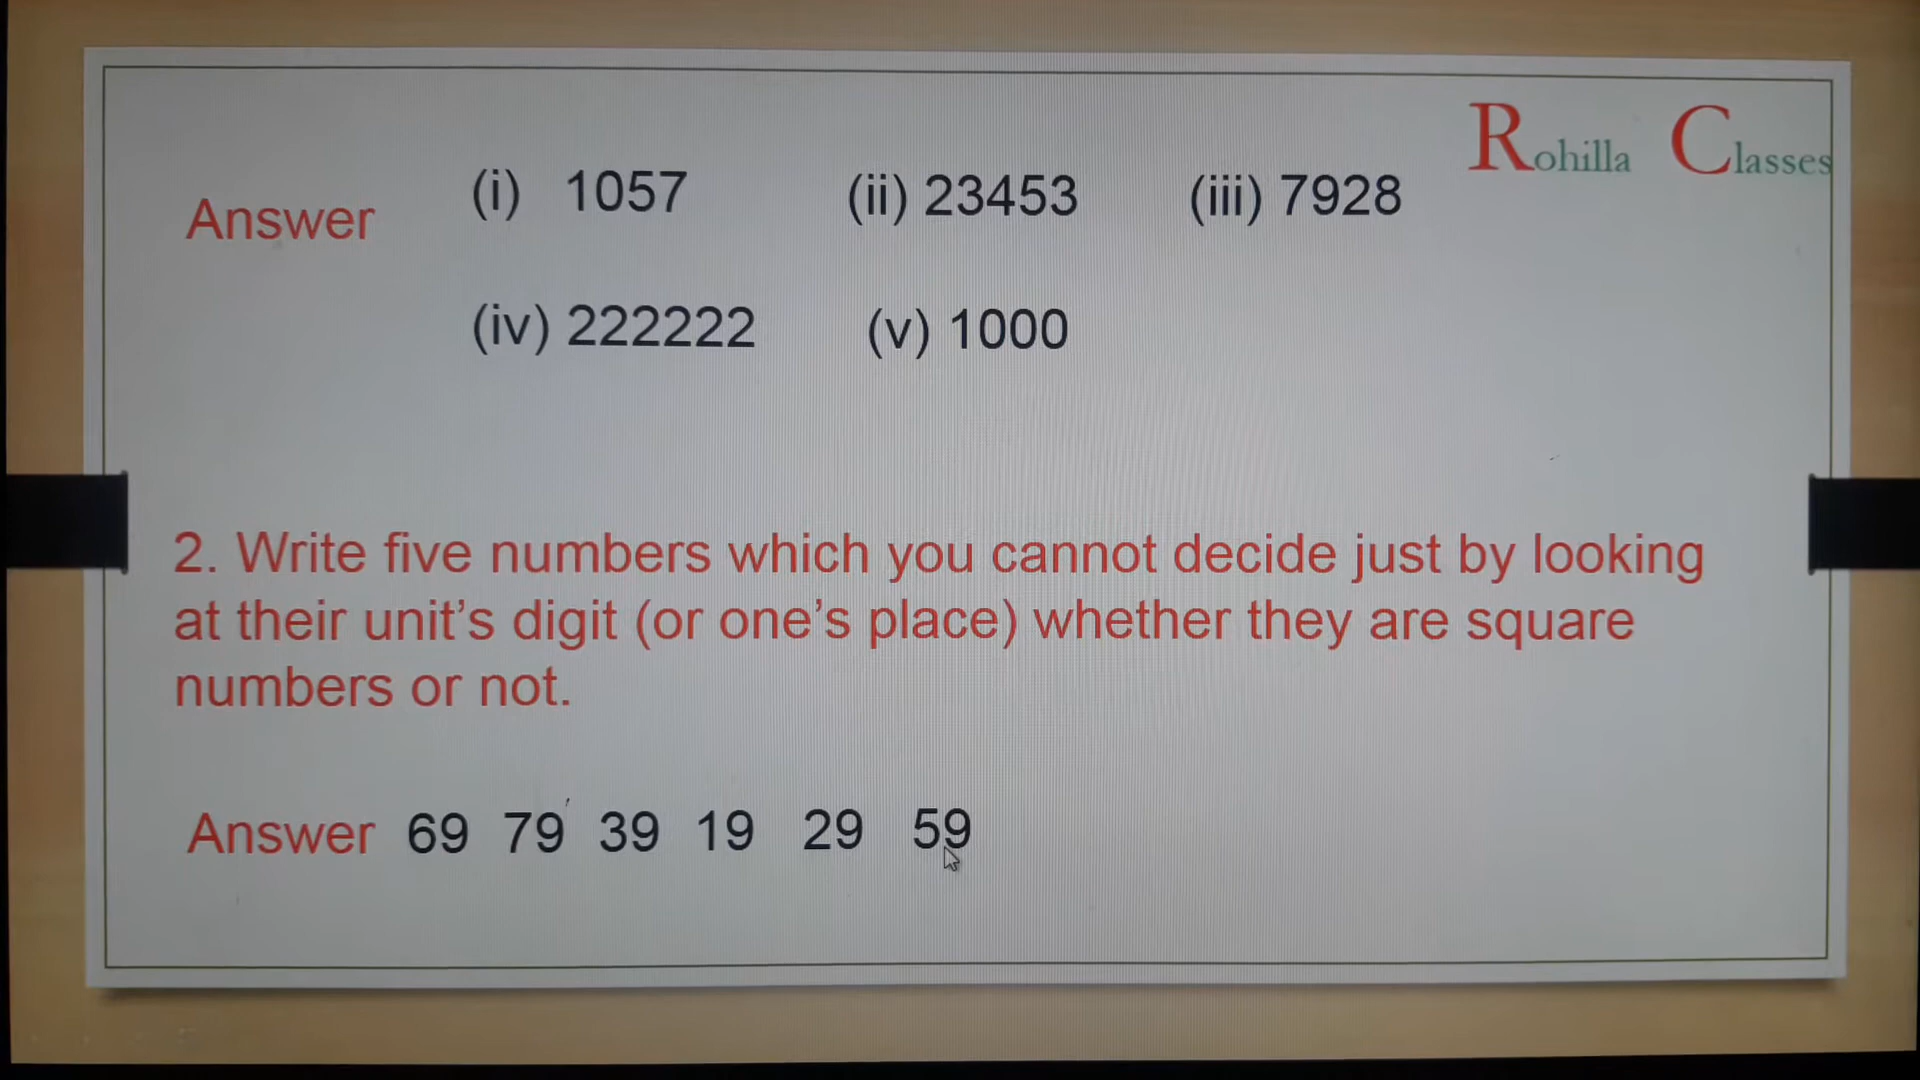 Rohilla Classes
Answer (i) 1057 (ii) 23453 (iii) 7928
(iv) 222222 (v) 1000
2. Write five numbers which you cannot decide just by looking
at their unit’s digit (or one’s place) whether they are square
numbers or not.
Answer 69 79 39 19 29 59